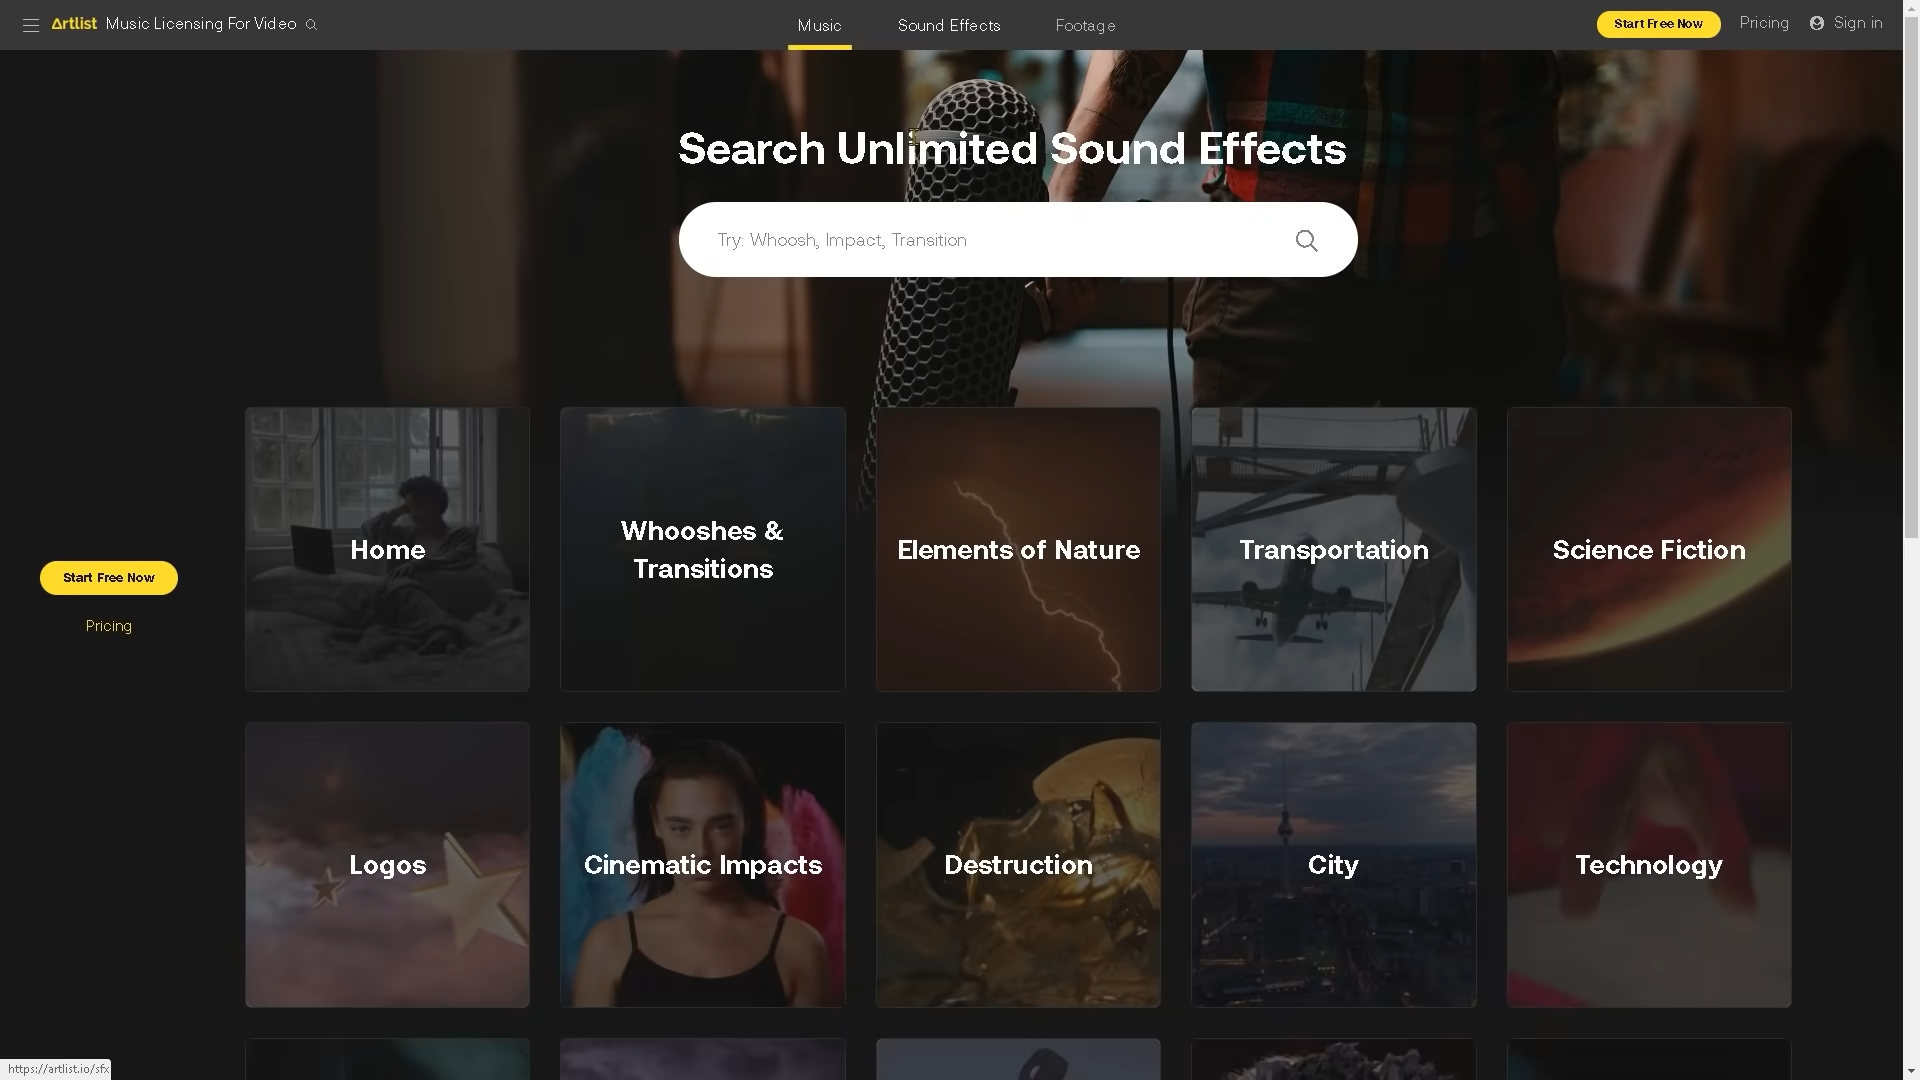 Artlist Music Licensing For Video
Music
Sound Effects
Footage
Start Free Now
Pricing
Sign in
Search Unlimited Sound Effects
Try: Whoosh, Impact, Transition
Home
Whooshes &
Transitions
Elements of Nature
Transportation
Science Fiction
Start Free Now
Pricing
Logos
Cinematic Impacts
Destruction
City
Technology
https://artlist.io/sfx